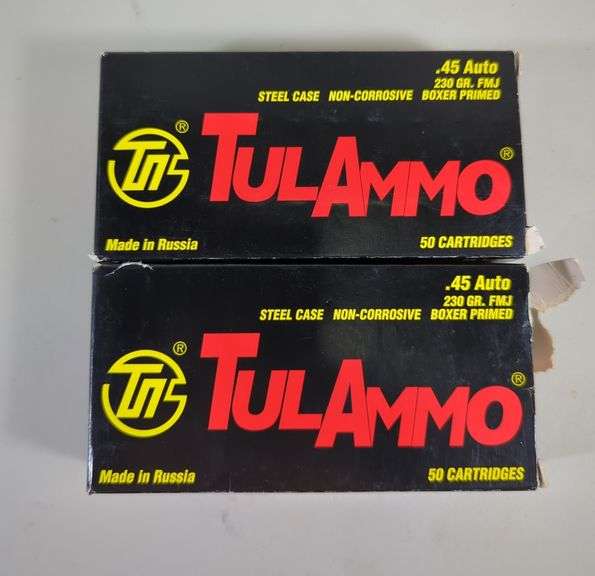 .45 Auto
230 GR. FMJ
STEEL CASE NON-CORROSIVE BOXER PRIMED
TULAMMO®
Made in Russia
50 CARTRIDGES
.45 Auto
230 GR. FMJ
STEEL CASE NON-CORROSIVE BOXER PRIMED
TULAMMO®
Made in Russia
50 CARTRIDGES